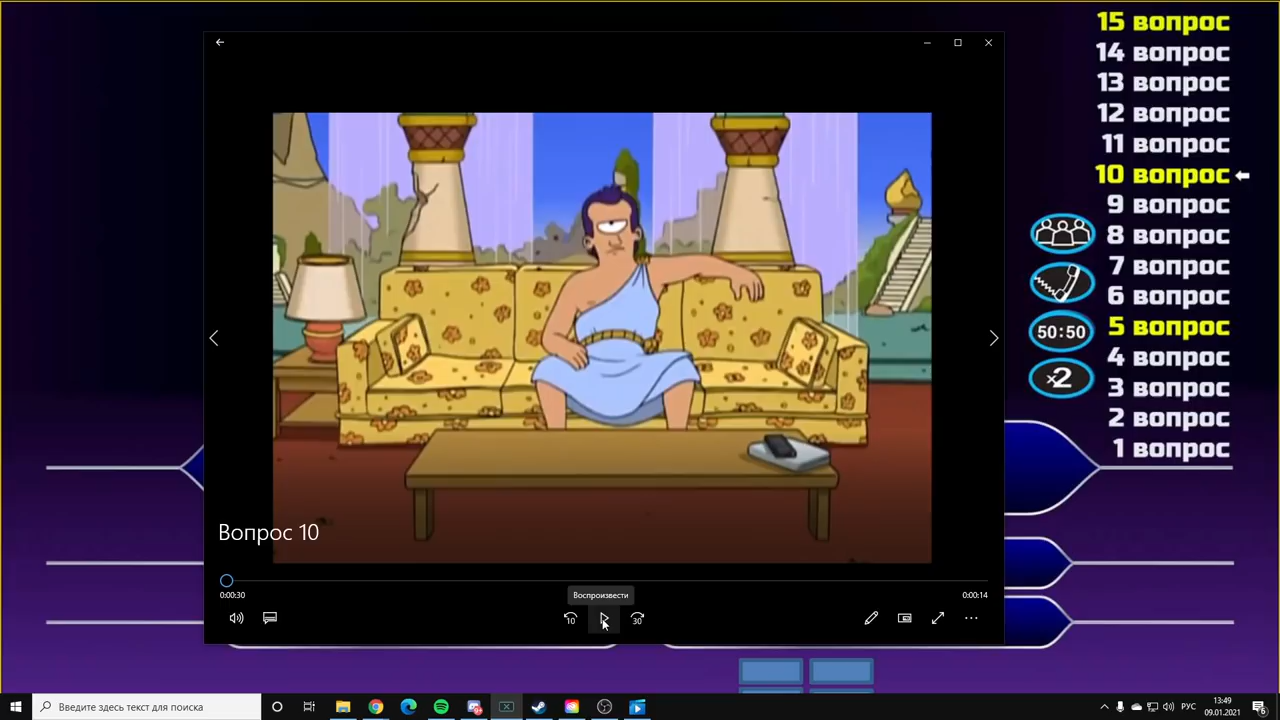 15 вопрос
14 вопрос
13 вопрос
12 вопрос
11 вопрос
10 вопрос
9 вопрос
8 вопрос
7 вопрос
6 вопрос
50:50
5 вопрос
4 вопрос
x2
3 вопрос
2 вопрос
1 вопрос
Вопрос 10
0:00:30
Воспроизвести
0:00:14
10
30
Введите здесь текст для поиска
РУС
13:49
09.01.2021
6